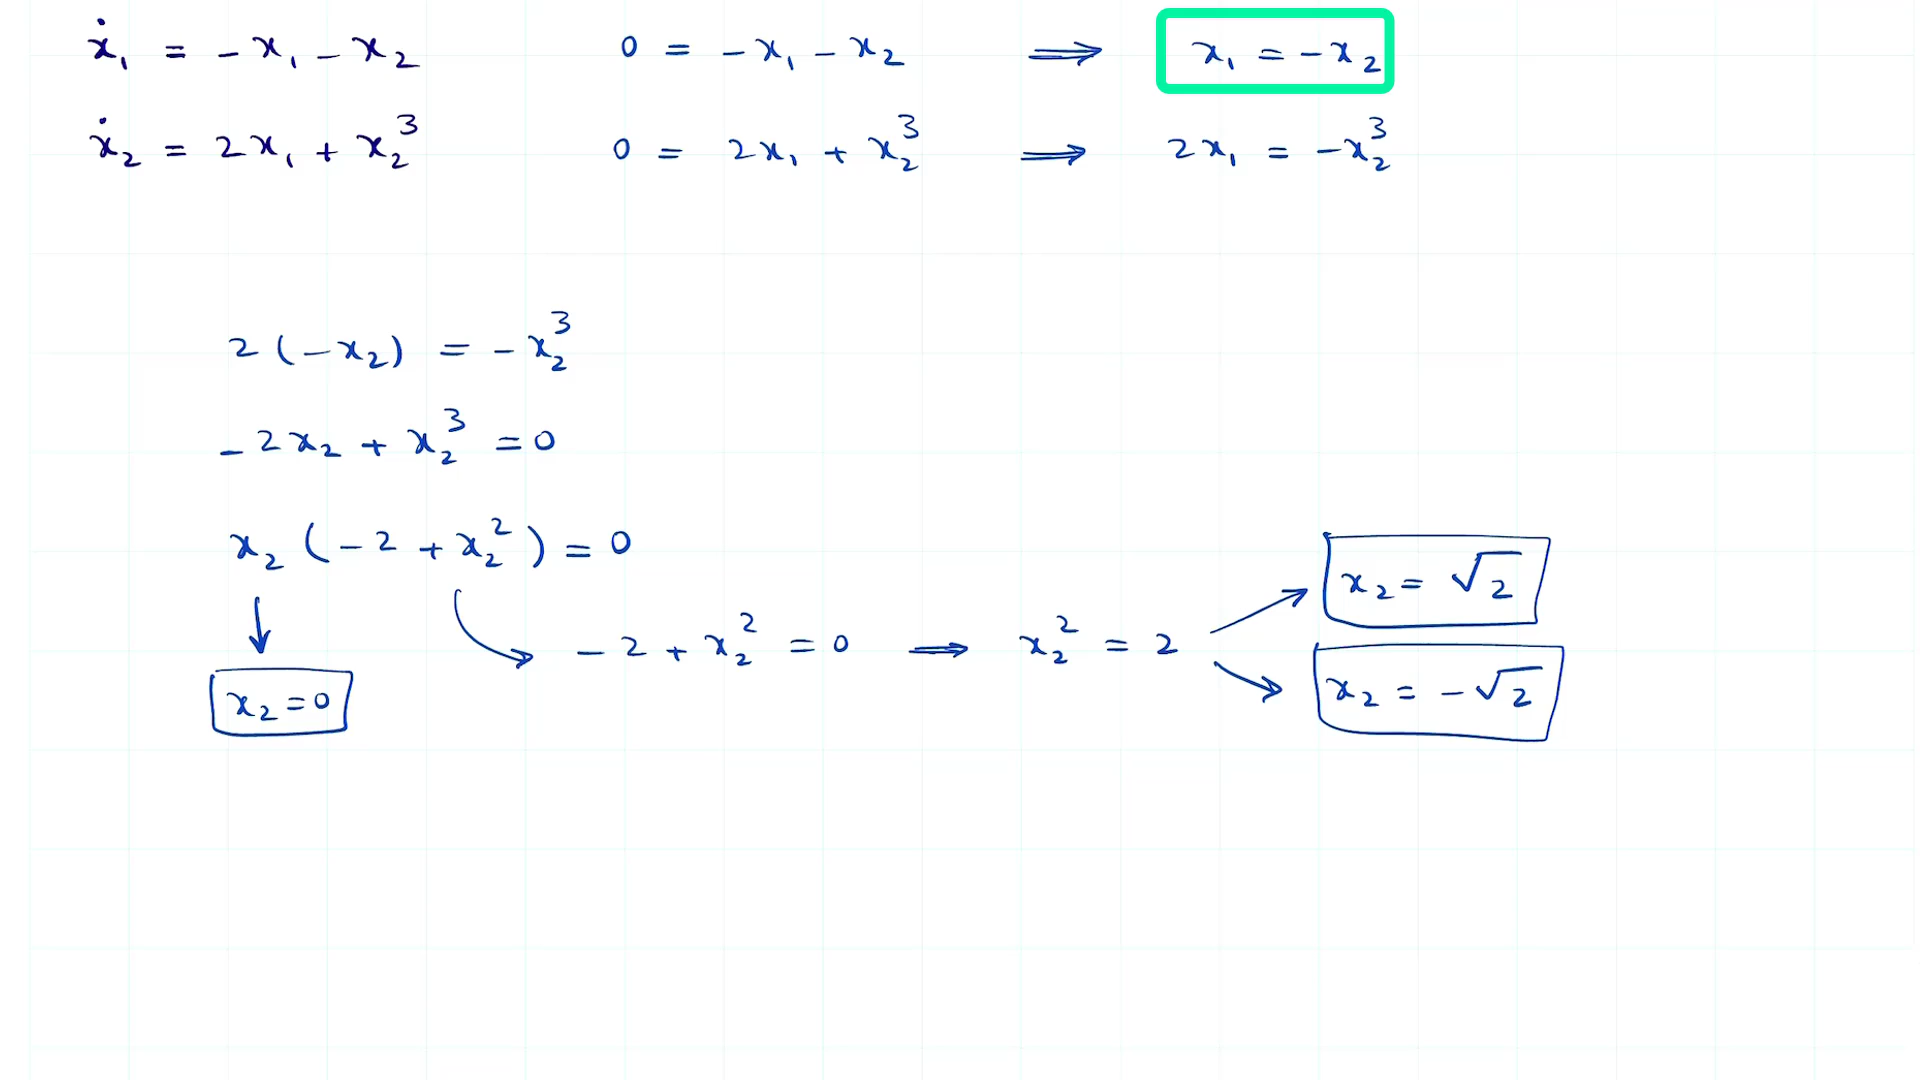 ẋ₁ = -x₁ - x₂ 0 = -x₁ - x₂ ⟹ x₁ = -x₂
ẋ₂ = 2x₁ + x₂³ 0 = 2x₁ + x₂³ ⟹ 2x₁ = -x₂³
2(-x₂) = -x₂³
-2x₂ + x₂³ = 0
x₂(-2 + x₂²) = 0
x₂ = √2
-2 + x₂² = 0 ⟹ x₂² = 2
x₂ = 0 x₂ = -√2